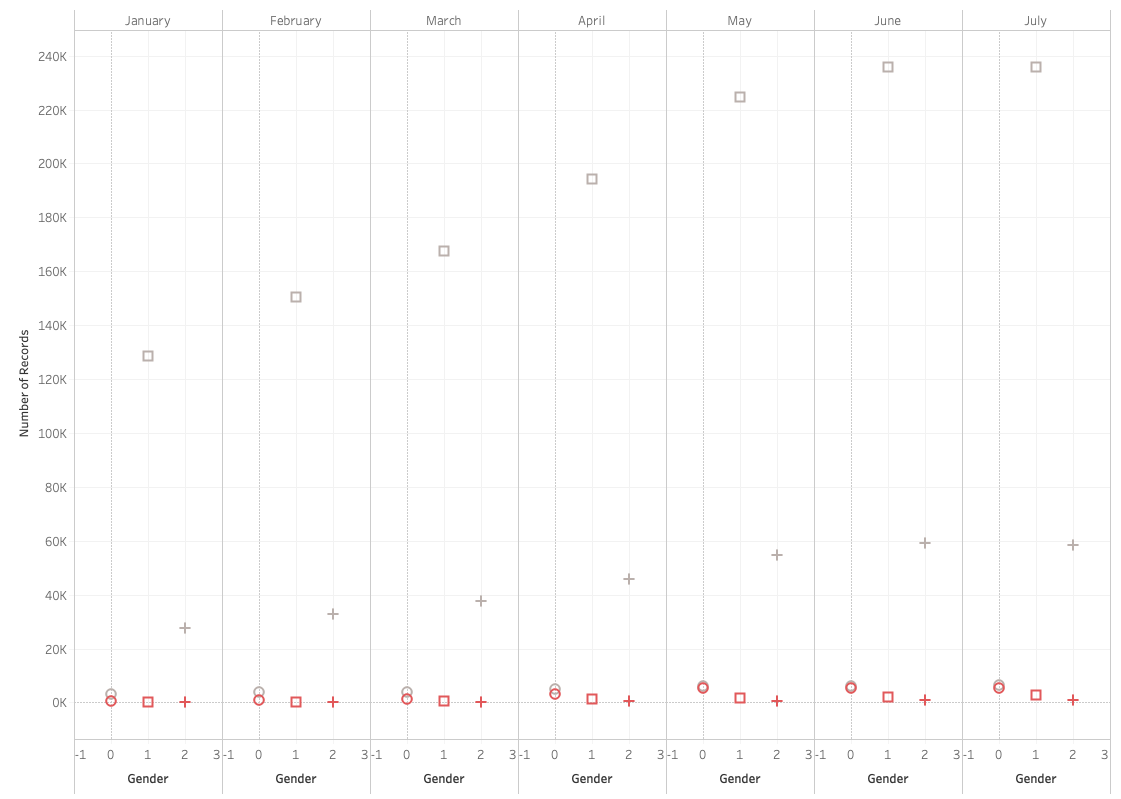 January February March April May June July
240K
220K
200K
180K
160K
140K
120K
100K
80K
60K
40K
20K
0K
Number of Records
-1 0 1 2 3 -1 0 1 2 3 -1 0 1 2 3 -1 0 1 2 3 -1 0 1 2 3 -1 0 1 2 3 -1 0 1 2 3
Gender Gender Gender Gender Gender Gender Gender